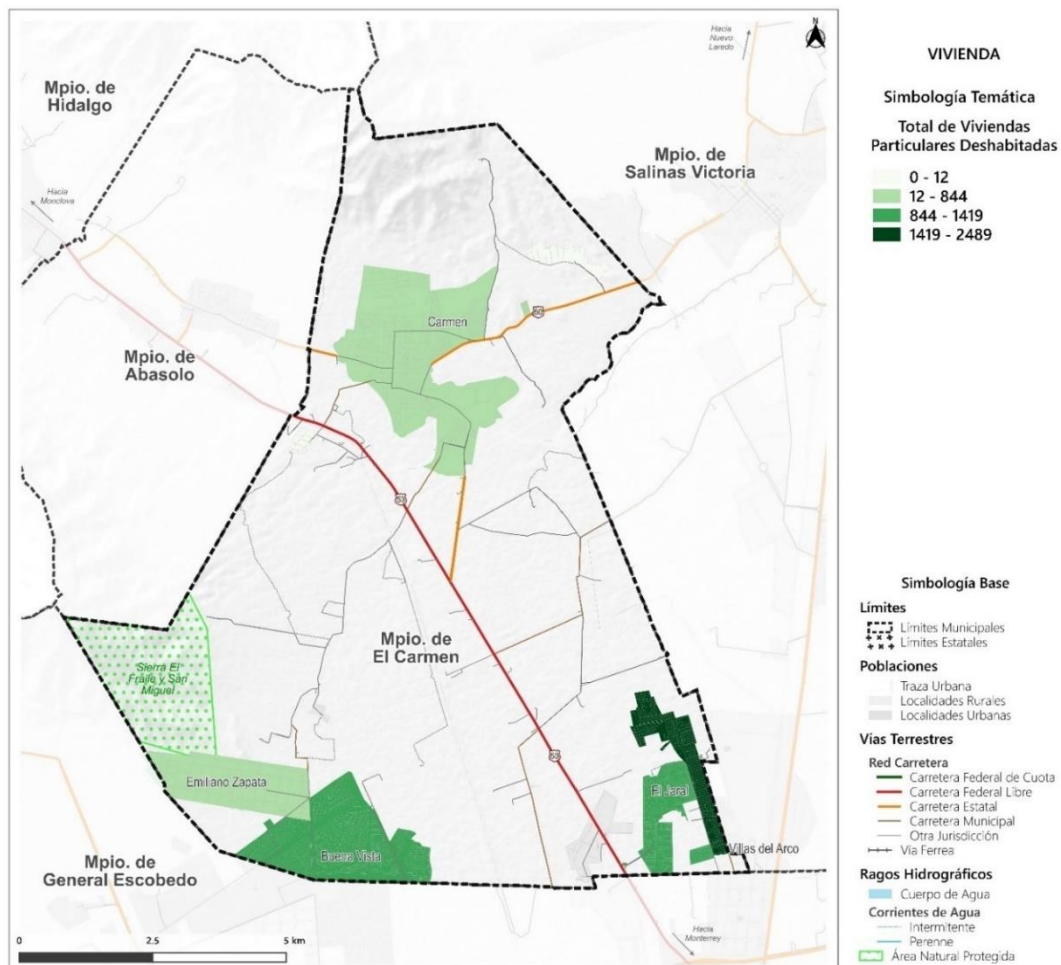 N
Hacia
Nuevo
Laredo
Mpio. de
Hidalgo
Mpio. de
Salinas Victoria
Hacia
Monclova
Carmen
Mpio. de
Abasolo
53
Mpio. de
El Carmen
Sierra El
Fraile y San
Miguel
53
Emiliano Zapata
El Jaral
Buena Vista
Villas del Arco
Mpio. de
General Escobedo
Hacia
Monterrey
0 2.5 5 km
VIVIENDA
Simbología Temática
Total de Viviendas
Particulares Deshabitadas
0 - 12
12 - 844
844 - 1419
1419 - 2489
Simbología Base
Límites
Límites Municipales
Límites Estatales
Poblaciones
Traza Urbana
Localidades Rurales
Localidades Urbanas
Vías Terrestres
Red Carretera
Carretera Federal de Cuota
Carretera Federal Libre
Carretera Estatal
Carretera Municipal
Otra Jurisdicción
Vía Ferrea
Ragos Hidrográficos
Cuerpo de Agua
Corrientes de Agua
Intermitente
Perenne
Área Natural Protegida